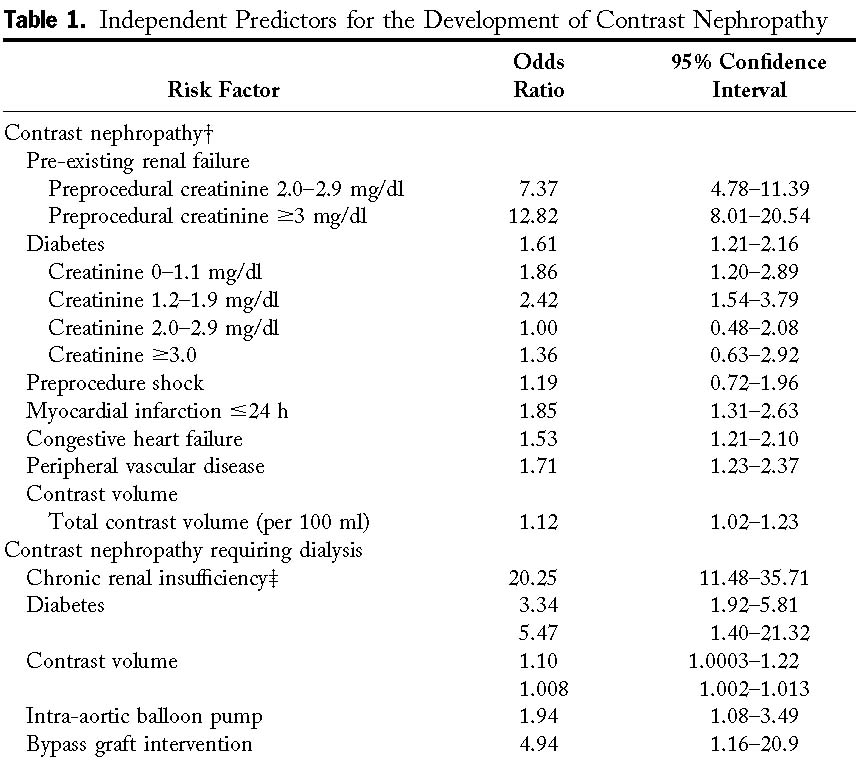 Table 1. Independent Predictors for the Development of Contrast Nephropathy
Risk Factor Odds Ratio 95% Confidence Interval
Contrast nephropathy†
Pre-existing renal failure
Preprocedural creatinine 2.0–2.9 mg/dl 7.37 4.78–11.39
Preprocedural creatinine ≥3 mg/dl 12.82 8.01–20.54
Diabetes 1.61 1.21–2.16
Creatinine 0–1.1 mg/dl 1.86 1.20–2.89
Creatinine 1.2–1.9 mg/dl 2.42 1.54–3.79
Creatinine 2.0–2.9 mg/dl 1.00 0.48–2.08
Creatinine ≥3.0 1.36 0.63–2.92
Preprocedure shock 1.19 0.72–1.96
Myocardial infarction ≤24 h 1.85 1.31–2.63
Congestive heart failure 1.53 1.21–2.10
Peripheral vascular disease 1.71 1.23–2.37
Contrast volume
Total contrast volume (per 100 ml) 1.12 1.02–1.23
Contrast nephropathy requiring dialysis
Chronic renal insufficiency‡ 20.25 11.48–35.71
Diabetes 3.34 1.92–5.81
5.47 1.40–21.32
Contrast volume 1.10 1.0003–1.22
1.008 1.002–1.013
Intra-aortic balloon pump 1.94 1.08–3.49
Bypass graft intervention 4.94 1.16–20.9